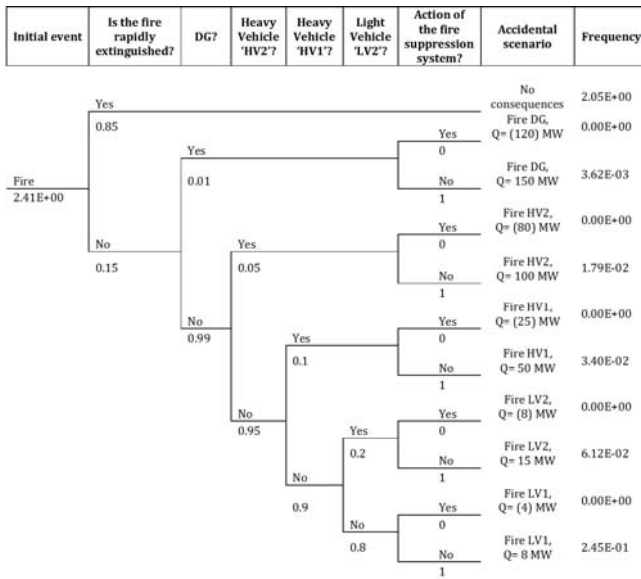 Initial event
Is the fire
rapidly
extinguished?
DG?
Heavy
Vehicle
'HV2'?
Heavy
Vehicle
'HV1'?
Light
Vehicle
'LV2'?
Action of
the fire
suppression
system?
Accidental
scenario
Frequency
Yes
0.85
No
consequences
2.05E+00
Fire
2.41E+00
No
0.15
Yes
0.01
Yes
0
Fire DG,
Q= (120) MW
0.00E+00
No
1
Fire DG,
Q= 150 MW
3.62E-03
No
0.99
Yes
0.05
Yes
0
Fire HV2,
Q= (80) MW
0.00E+00
No
1
Fire HV2,
Q= 100 MW
1.79E-02
No
0.95
Yes
0.1
Yes
0
Fire HV1,
Q= (25) MW
0.00E+00
No
1
Fire HV1,
Q= 50 MW
3.40E-02
No
0.9
Yes
0.2
Yes
0
Fire LV2,
Q= (8) MW
0.00E+00
No
1
Fire LV2,
Q= 15 MW
6.12E-02
No
0.8
Yes
0
Fire LV1,
Q= (4) MW
0.00E+00
No
1
Fire LV1,
Q= 8 MW
2.45E-01